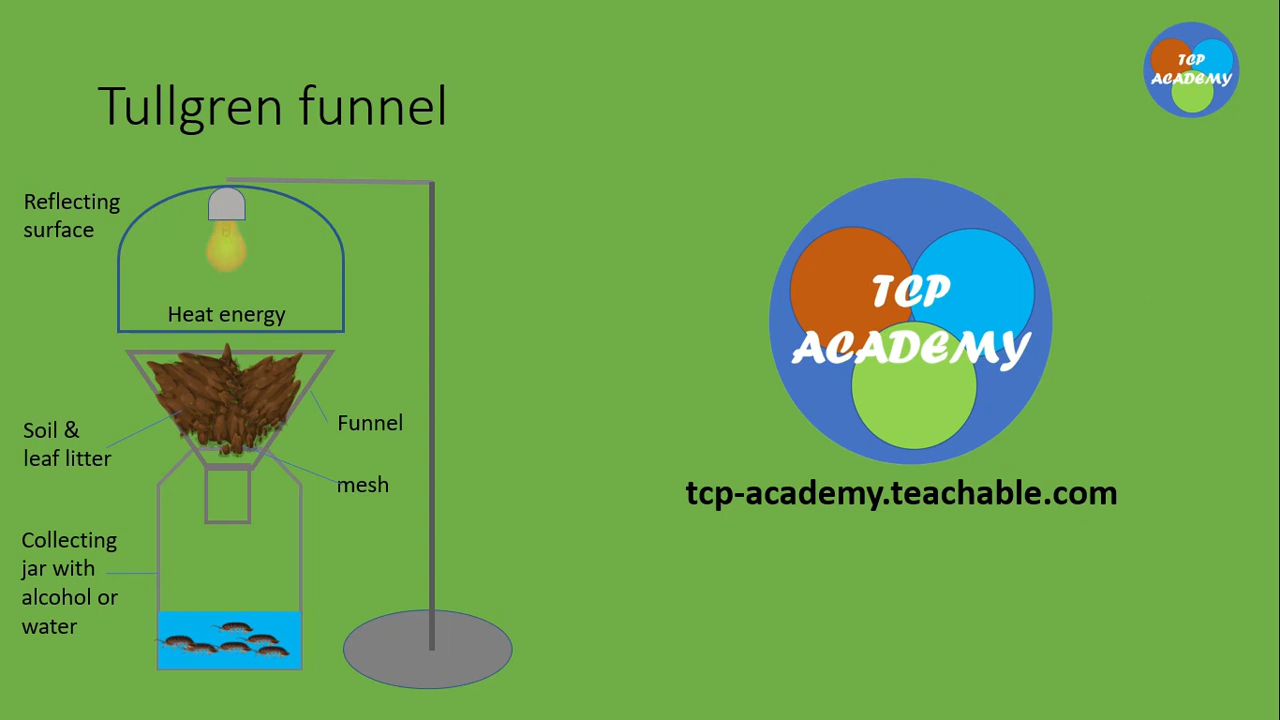 TCP
ACADEMY
Tullgren funnel
Reflecting
surface
Heat energy
Soil &
leaf litter
Funnel
mesh
Collecting
jar with
alcohol or
water
TCP
ACADEMY
tcp-academy.teachable.com